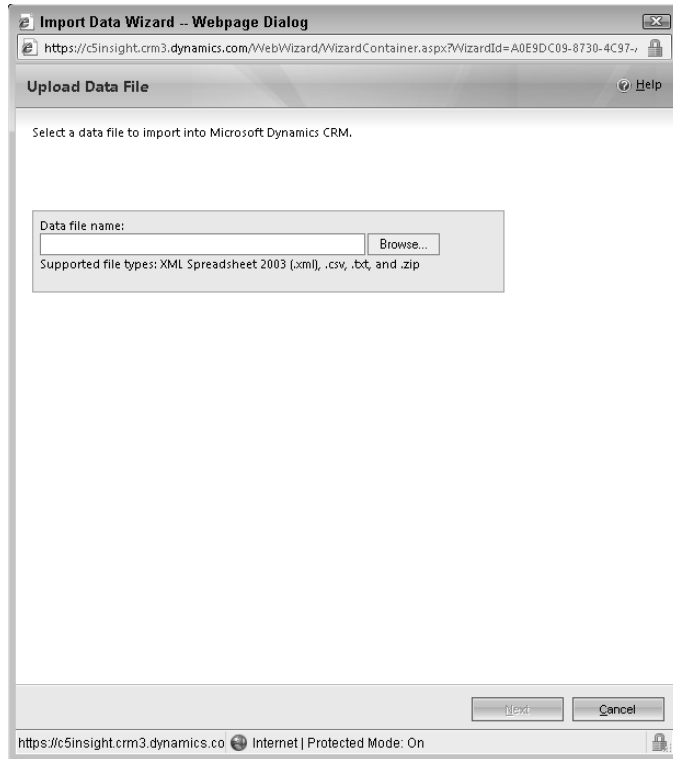 Import Data Wizard -- Webpage Dialog
https://c5insight.crm3.dynamics.com/WebWizard/WizardContainer.aspx?WizardId=A0E9DC09-8730-4C97-
Upload Data File
Help
Select a data file to import into Microsoft Dynamics CRM.
Data file name:
Browse...
Supported file types: XML Spreadsheet 2003 (.xml), .csv, .txt, and .zip
Next
Cancel
https://c5insight.crm3.dynamics.co Internet | Protected Mode: On